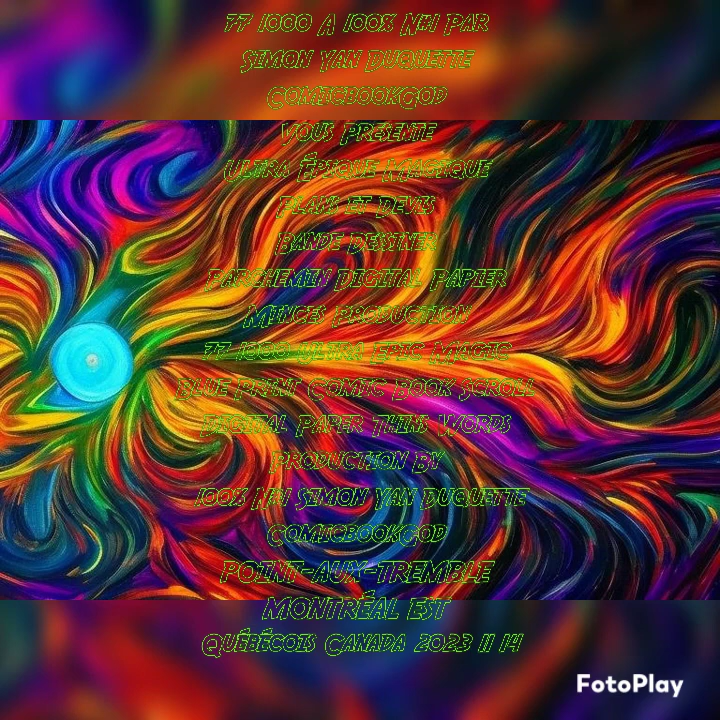 77 1000 A 100% N#1 Par
Simon Yan Duquette
ComicbookGod
Vous Présente
Ultra Épique Magique
Plans et Devis
Bande Dessiner
Parchemin Digital Papier
Minces Production
77 1000 Ultra Epic Magic
Blue Print Comic Book Scroll
Digital Paper Thins Words
Production By
100% N#1 Simon Yan Duquette
ComicbookGod
POINT-AUX-TREMBLE
MONTRÉAL EST
Québécois Canada 2023 11 14
FotoPlay